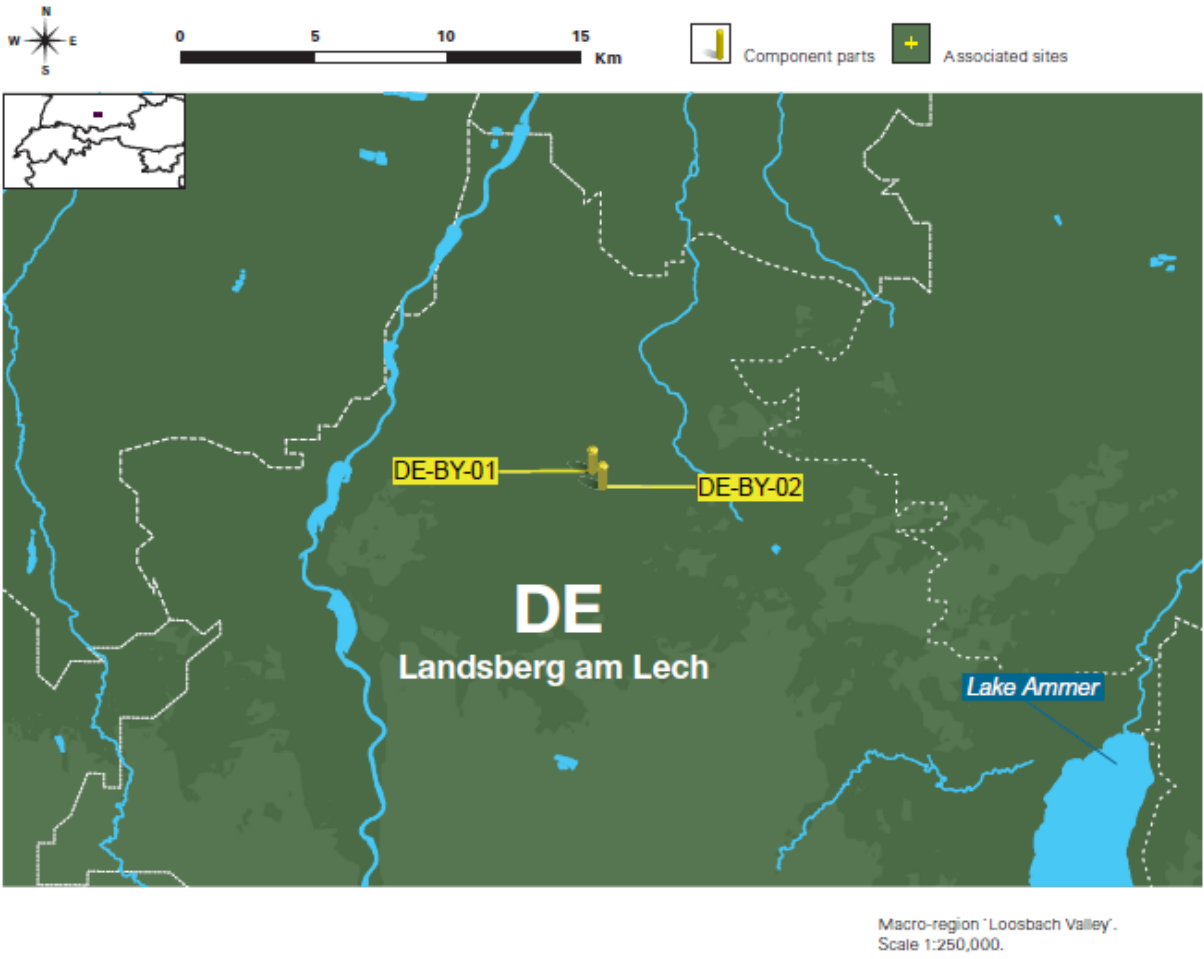 N
W E
S
0 5 10 15
Km
Component parts
Associated sites
DE-BY-01
DE-BY-02
DE
Landsberg am Lech
Lake Ammer
Macro-region ‘Loosbach Valley’.
Scale 1:250,000.